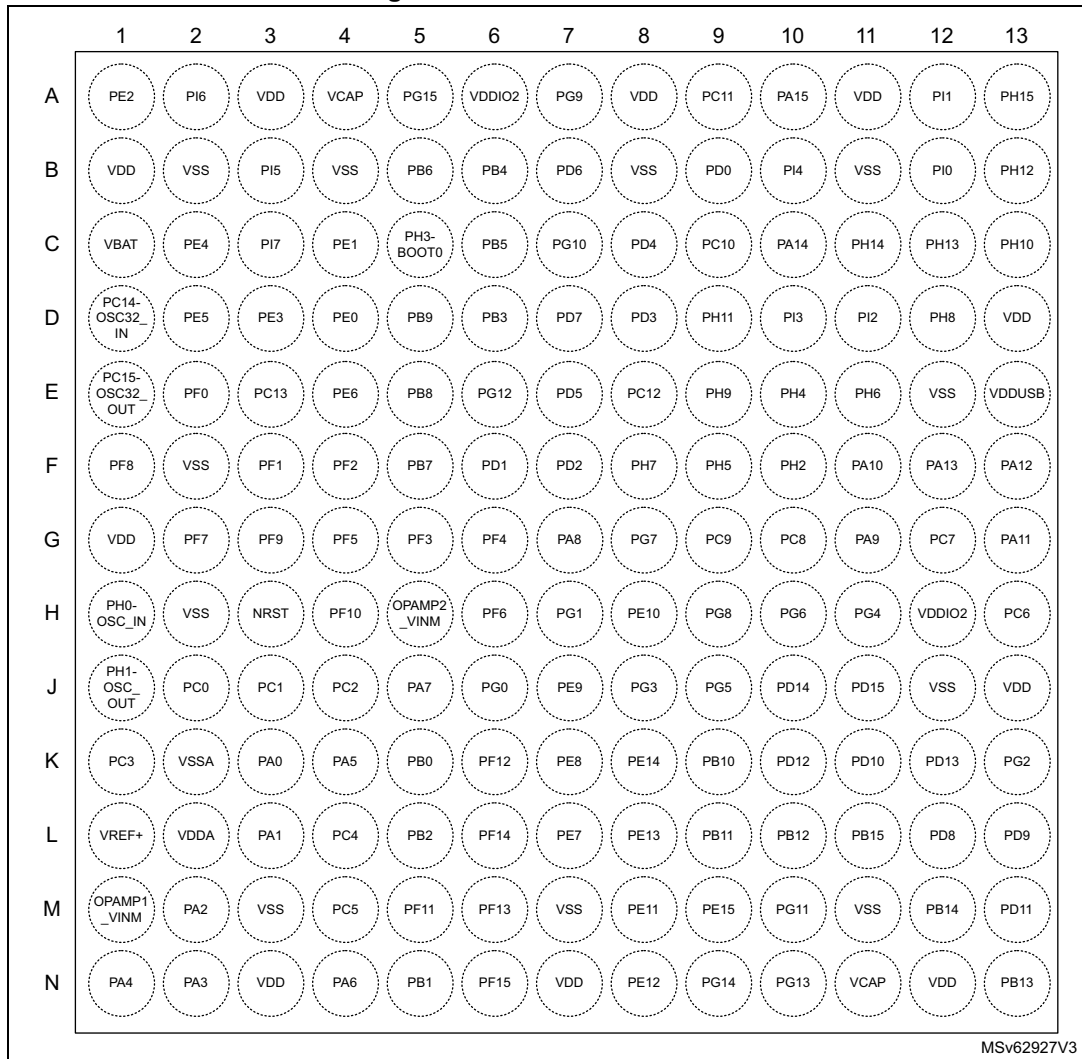 1 2 3 4 5 6 7 8 9 10 11 12 13
A PE2 PI6 VDD VCAP PG15 VDDIO2 PG9 VDD PC11 PA15 VDD PI1 PH15
B VDD VSS PI5 VSS PB6 PB4 PD6 VSS PD0 PI4 VSS PI0 PH12
C VBAT PE4 PI7 PE1 PH3-BOOT0 PB5 PG10 PD4 PC10 PA14 PH14 PH13 PH10
D PC14-OSC32_IN PE5 PE3 PE0 PB9 PB3 PD7 PD3 PH11 PI3 PI2 PH8 VDD
E PC15-OSC32_OUT PF0 PC13 PE6 PB8 PG12 PD5 PC12 PH9 PH4 PH6 VSS VDDUSB
F PF8 VSS PF1 PF2 PB7 PD1 PD2 PH7 PH5 PH2 PA10 PA13 PA12
G VDD PF7 PF9 PF5 PF3 PF4 PA8 PG7 PC9 PC8 PA9 PC7 PA11
H PH0-OSC_IN VSS NRST PF10 OPAMP2_VINM PF6 PG1 PE10 PG8 PG6 PG4 VDDIO2 PC6
J PH1-OSC_OUT PC0 PC1 PC2 PA7 PG0 PE9 PG3 PG5 PD14 PD15 VSS VDD
K PC3 VSSA PA0 PA5 PB0 PF12 PE8 PE14 PB10 PD12 PD10 PD13 PG2
L VREF+ VDDA PA1 PC4 PB2 PF14 PE7 PE13 PB11 PB12 PB15 PD8 PD9
M OPAMP1_VINM PA2 VSS PC5 PF11 PF13 VSS PE11 PE15 PG11 VSS PB14 PD11
N PA4 PA3 VDD PA6 PB1 PF15 VDD PE12 PG14 PG13 VCAP VDD PB13
MSv62927V3